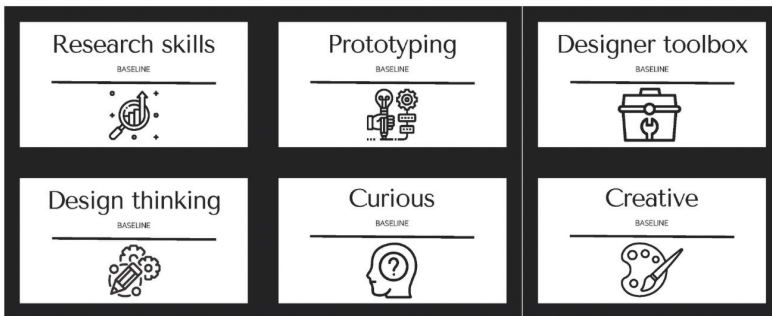 Research skills
BASELINE
Prototyping
BASELINE
Designer toolbox
BASELINE
Design thinking
BASELINE
Curious
BASELINE
?
Creative
BASELINE